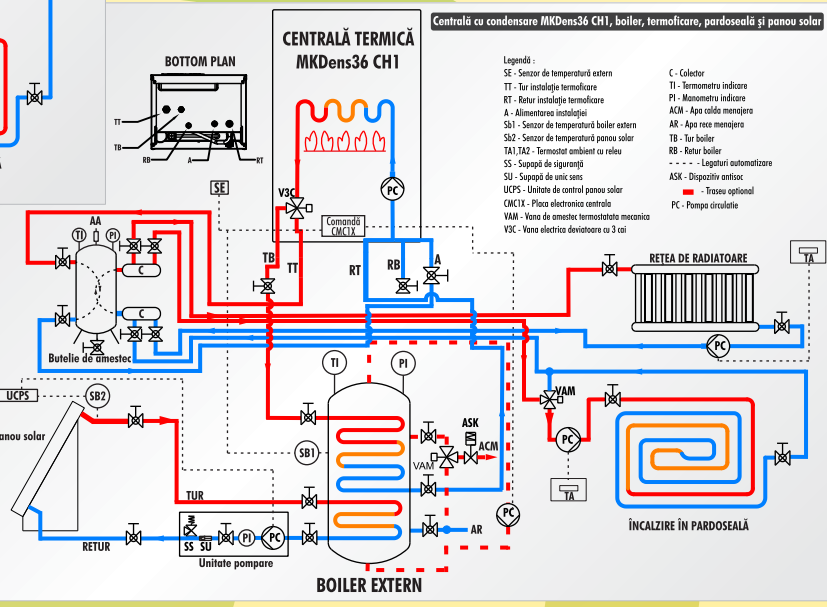 Centrală cu condensare MKDens36 CH1, boiler, termoficare, pardoseală şi panou solar
CENTRALĂ TERMICĂ
MKDens36 CH1
BOTTOM PLAN
TT
TB
RB
A
RT
Legendă :
SE - Senzor de temperatură extern
TT - Tur instalaţie termoficare
RT - Retur instalaţie termoficare
A - Alimentarea instalaţiei
Sb1 - Senzor de temperatură boiler extern
Sb2 - Senzor de temperatură panou solar
TA1,TA2 - Termostat ambient cu releu
SS - Supapă de siguranţă
SU - Supapă de unic sens
UCPS - Unitate de control panou solar
CMC1X - Placa electronica centrala
VAM - Vana de amestec termostatata mecanica
V3C - Vana electrica deviatoare cu 3 cai
C - Colector
TI - Termometru indicare
PI - Manometru indicare
ACM - Apa calda menajera
AR - Apa rece menajera
TB - Tur boiler
RB - Retur boiler
- - - - - Legaturi automatizare
ASK - Dispozitiv antisoc
- Traseu optional
PC - Pompa circulatie
SE
V3C
PC
Comandă
CMC1X
TB
TT
RT
RB
A
AA
TI
PI
C
C
Butelie de amestec
REŢEA DE RADIATOARE
TA
PC
UCPS
SB2
anou solar
TI
PI
VAM
PC
TA
ASK
ACM
VAM
SB1
TUR
RETUR
SS
SU
PI
PC
Unitate pompare
AR
PC
ÎNCALZIRE ÎN PARDOSEALĂ
BOILER EXTERN